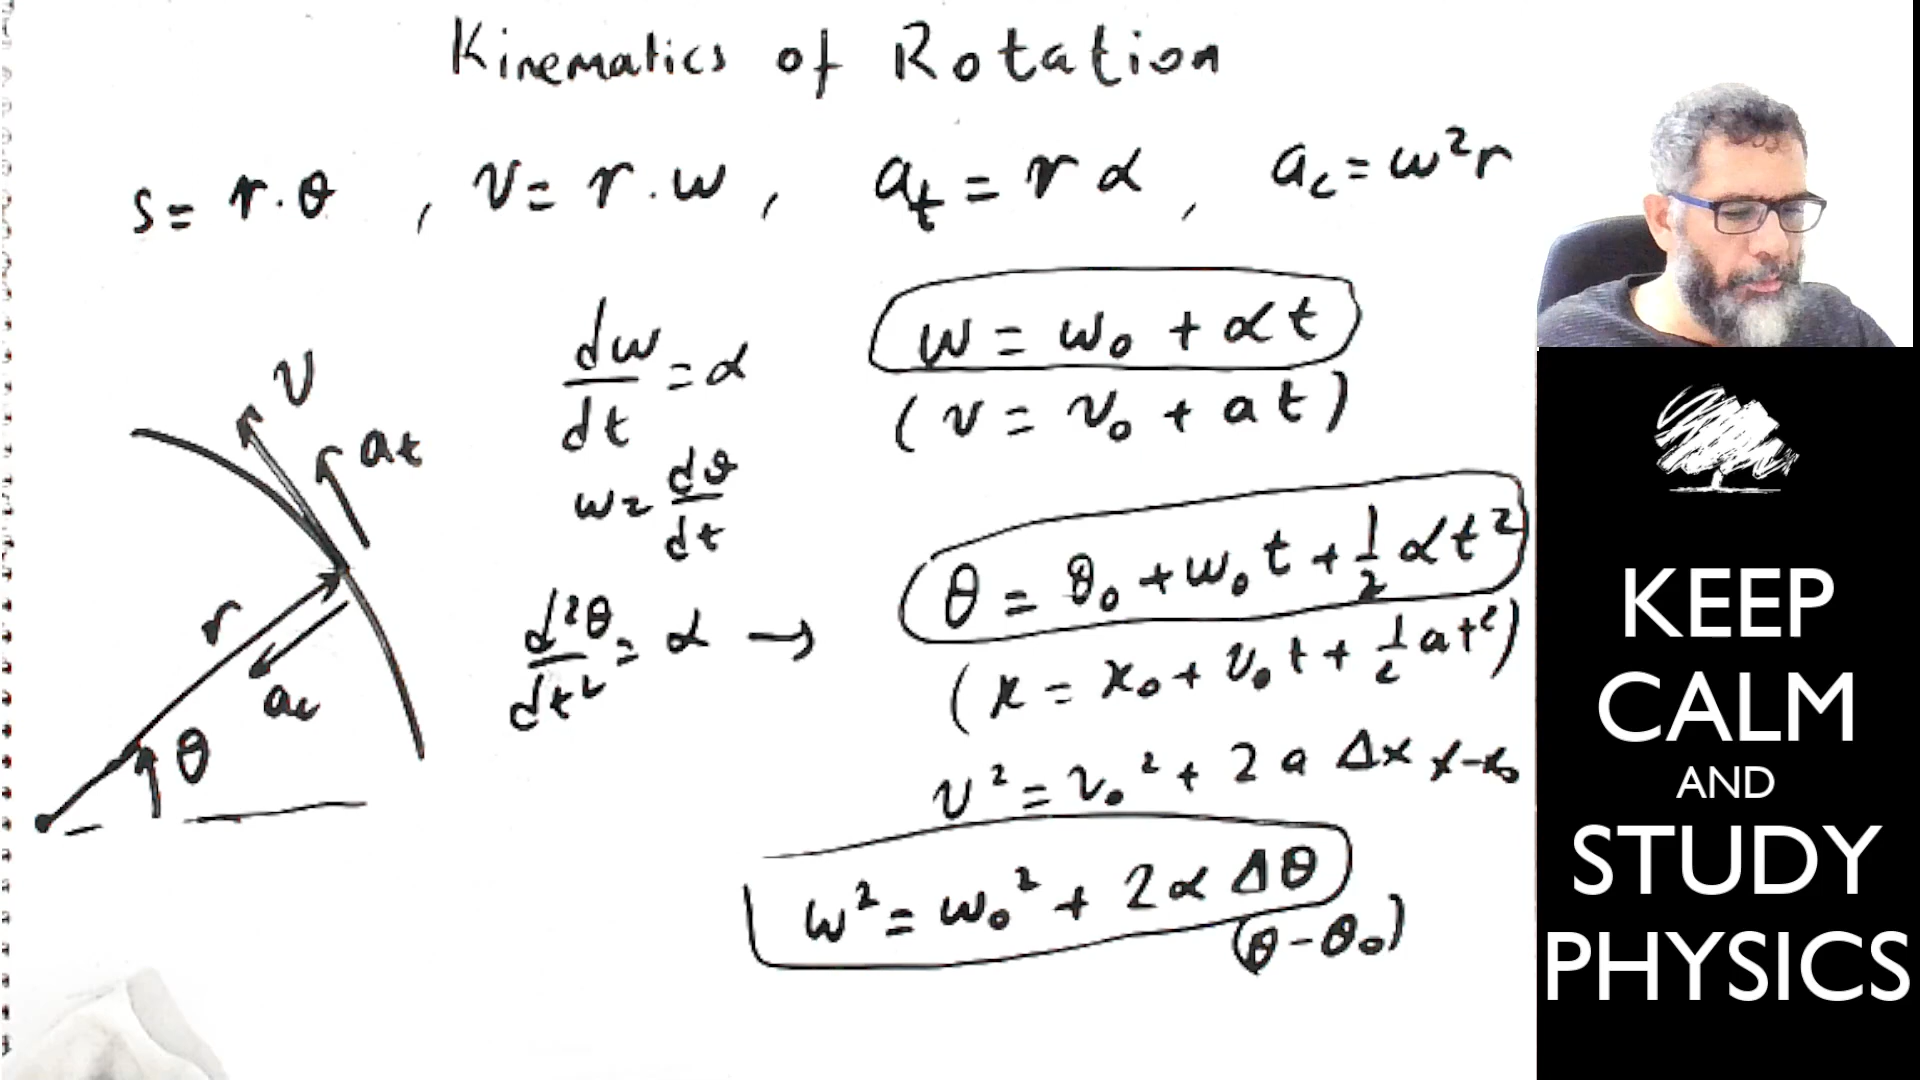 Kinematics of Rotation
s = r.θ , v = r.w , at = r α , ac = w²r
dw/dt = α
w = w₀ + αt
(v = v₀ + at)
w = dθ/dt
d²θ/dt² = α →
θ = θ₀ + w₀t + 1/2 αt²
(x = x₀ + v₀t + 1/2 at²)
v² = v₀² + 2a Δx x-x₀
w² = w₀² + 2α Δθ
(θ-θ₀)
v
at
r
ac
θ
KEEP
CALM
AND
STUDY
PHYSICS